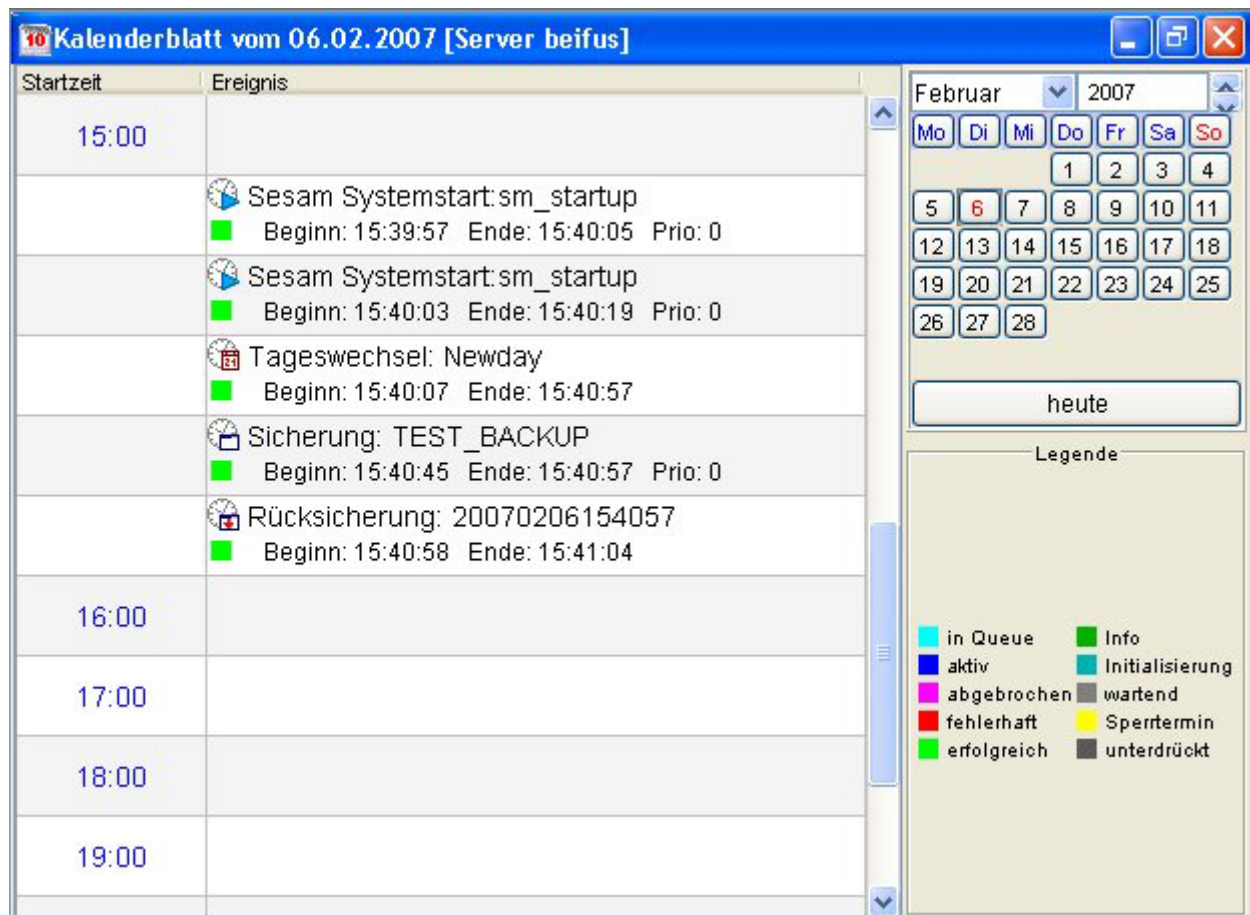 Kalenderblatt vom 06.02.2007 [Server beifus]
Startzeit Ereignis
15:00
Sesam Systemstart:sm_startup
Beginn: 15:39:57 Ende: 15:40:05 Prio: 0
Sesam Systemstart:sm_startup
Beginn: 15:40:03 Ende: 15:40:19 Prio: 0
Tageswechsel: Newday
Beginn: 15:40:07 Ende: 15:40:57
Sicherung: TEST_BACKUP
Beginn: 15:40:45 Ende: 15:40:57 Prio: 0
Rücksicherung: 20070206154057
Beginn: 15:40:58 Ende: 15:41:04
16:00
17:00
18:00
19:00
Februar 2007
Mo Di Mi Do Fr Sa So
1 2 3 4
5 6 7 8 9 10 11
12 13 14 15 16 17 18
19 20 21 22 23 24 25
26 27 28
heute
Legende
in Queue Info
aktiv Initialisierung
abgebrochen wartend
fehlerhaft Sperrtermin
erfolgreich unterdrückt